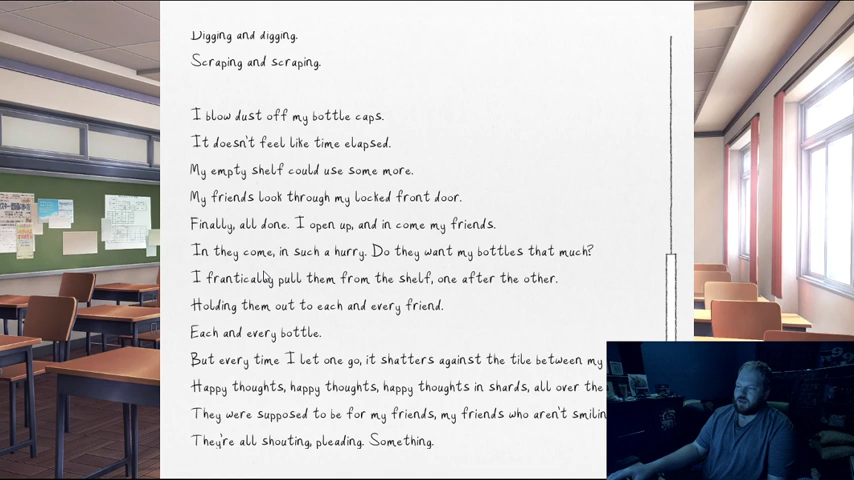 Digging and digging.
Scraping and scraping.
I blow dust off my bottle caps.
It doesn't feel like time elapsed.
My empty shelf could use some more.
My friends look through my locked front door.
Finally, all done. I open up, and in come my friends.
In they come, in such a hurry. Do they want my bottles that much?
I frantically pull them from the shelf, one after the other.
Holding them out to each and every friend.
Each and every bottle.
But every time I let one go, it shatters against the tile between my
Happy thoughts, happy thoughts, happy thoughts in shards, all over the
They were supposed to be for my friends, my friends who aren't
They're all shouting, pleading. Something.